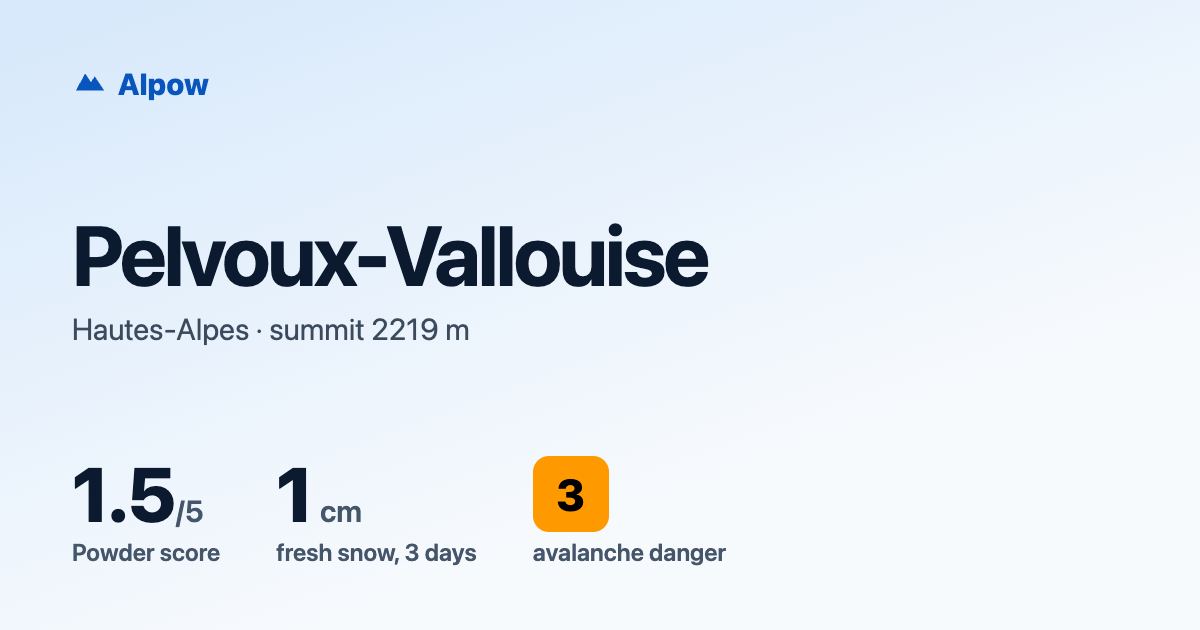 Alpow
Pelvoux-Vallouise
Hautes-Alpes · summit 2219 m
1.5/5
Powder score
1 cm
fresh snow, 3 days
3
avalanche danger